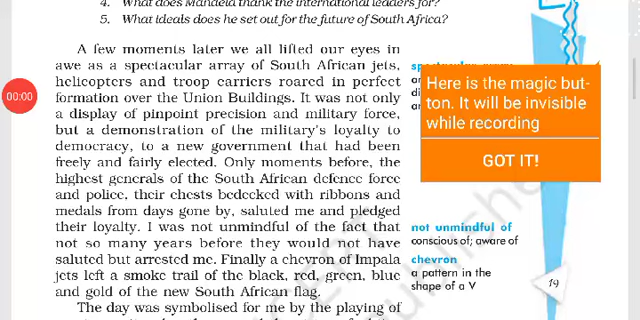 4. What does Mandela thank the international leaders for?
5. What ideals does he set out for the future of South Africa?
A few moments later we all lifted our eyes in
awe as a spectacular array of South African jets,
helicopters and troop carriers roared in perfect
formation over the Union Buildings. It was not only
a display of pinpoint precision and military force,
but a demonstration of the military's loyalty to
democracy, to a new government that had been
freely and fairly elected. Only moments before, the
highest generals of the South African defence force
and police, their chests bedecked with ribbons and
medals from days gone by, saluted me and pledged
their loyalty. I was not unmindful of the fact that
not so many years before they would not have
saluted but arrested me. Finally a chevron of Impala
jets left a smoke trail of the black, red, green, blue
and gold of the new South African flag.
The day was symbolised for me by the playing of
00:00
Here is the magic but-
ton. It will be invisible
while recording
GOT IT!
not unmindful of
conscious of; aware of
chevron
a pattern in the
shape of a V
19